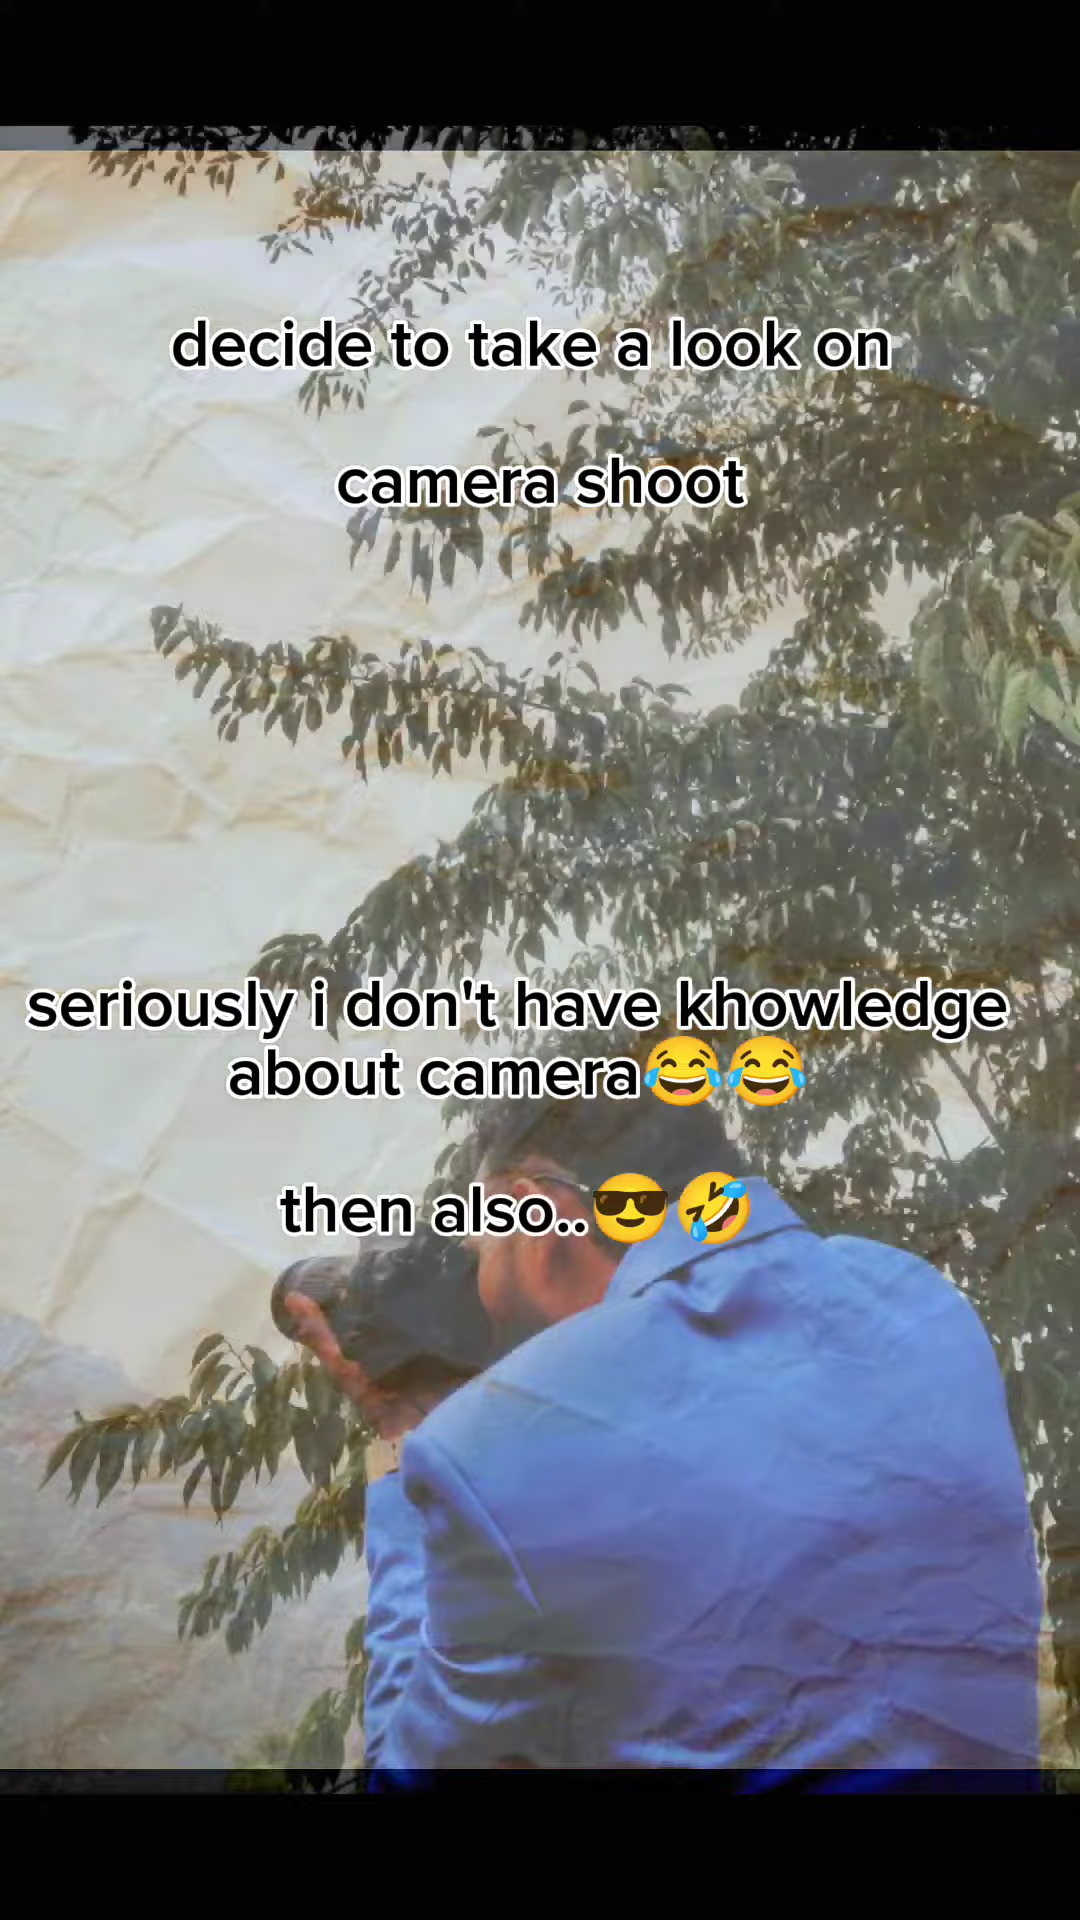 decide to take a look on
camera shoot
seriously i don't have khowledge
about camera😂😂
then also..😎🤣